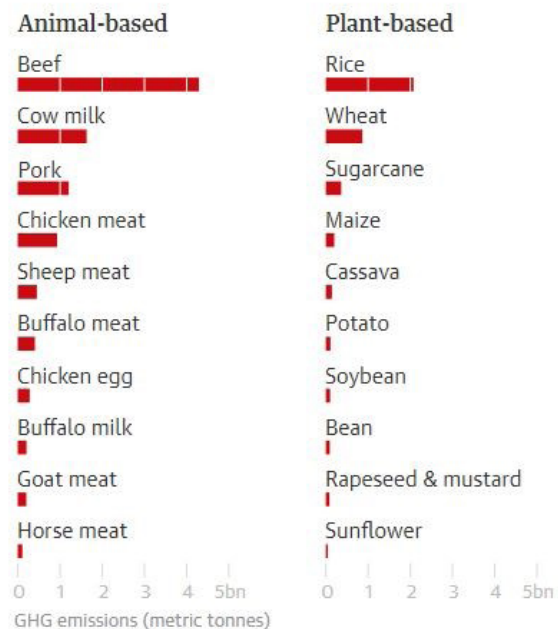 Animal-based
Beef
Cow milk
Pork
Chicken meat
Sheep meat
Buffalo meat
Chicken egg
Buffalo milk
Goat meat
Horse meat
0 1 2 3 4 5bn
GHG emissions (metric tonnes)
Plant-based
Rice
Wheat
Sugarcane
Maize
Cassava
Potato
Soybean
Bean
Rapeseed & mustard
Sunflower
0 1 2 3 4 5bn